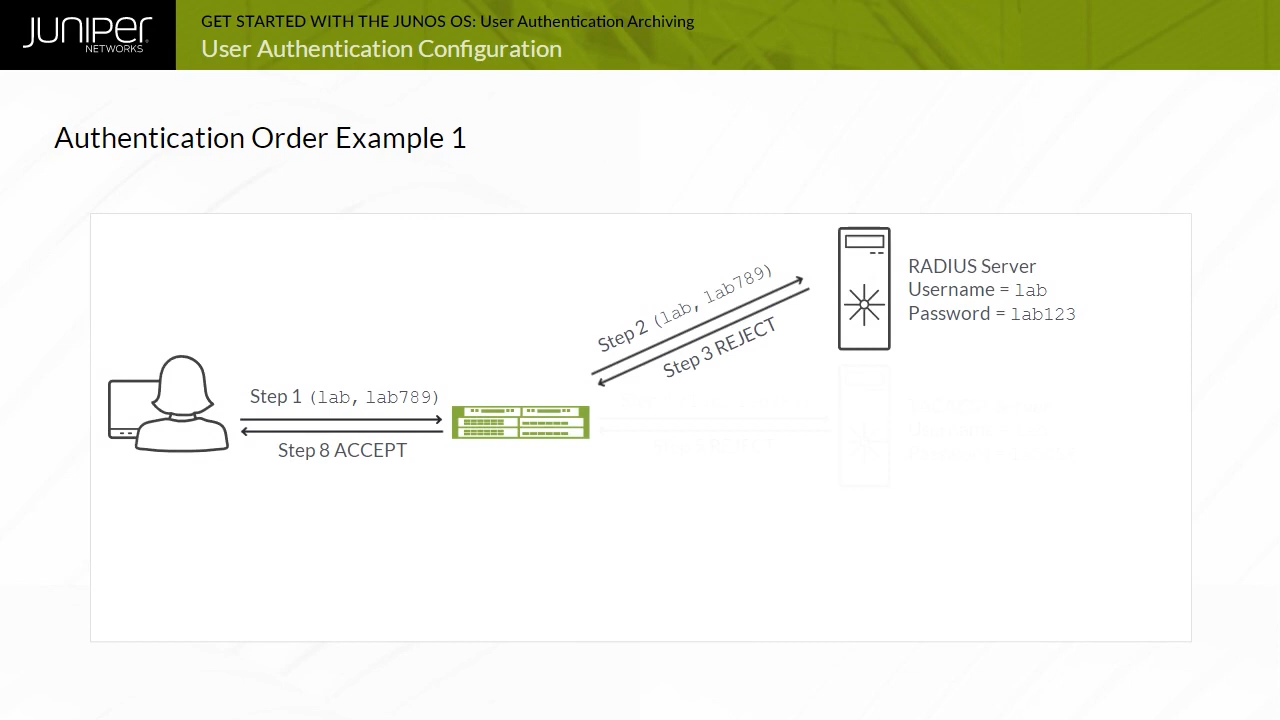 JUNIPER
NETWORKS
GET STARTED WITH THE JUNOS OS: User Authentication Archiving
User Authentication Configuration
Authentication Order Example 1
RADIUS Server
Username = lab
Password = lab123
Step 2 (lab, lab789)
Step 3 REJECT
Step 1 (lab, lab789)
Step 8 ACCEPT